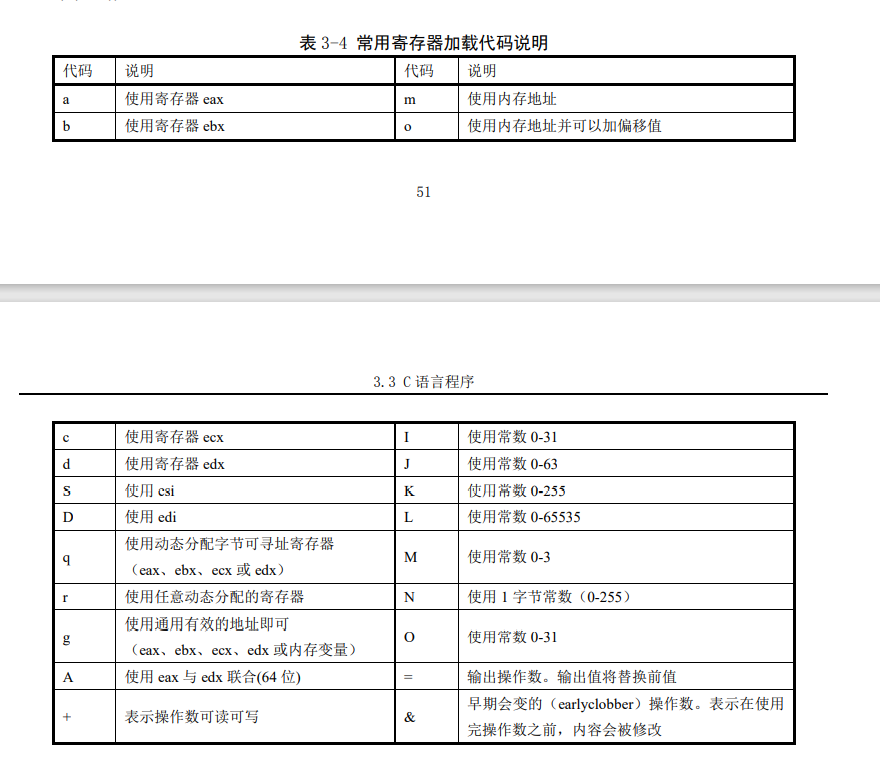 表 3-4 常用寄存器加载代码说明
代码 说明 代码 说明
a 使用寄存器 eax m 使用内存地址
b 使用寄存器 ebx o 使用内存地址并可以加偏移值
51
3.3 C 语言程序
c 使用寄存器 ecx I 使用常数 0-31
d 使用寄存器 edx J 使用常数 0-63
S 使用 esi K 使用常数 0-255
D 使用 edi L 使用常数 0-65535
q 使用动态分配字节可寻址寄存器
（eax、ebx、ecx 或 edx） M 使用常数 0-3
r 使用任意动态分配的寄存器 N 使用 1 字节常数（0-255）
g 使用通用有效的地址即可
（eax、ebx、ecx、edx 或内存变量） O 使用常数 0-31
A 使用 eax 与 edx 联合(64 位) = 输出操作数。输出值将替换前值
+ 表示操作数可读可写 & 早期会变的（earlyclobber）操作数。表示在使用
完操作数之前，内容会被修改